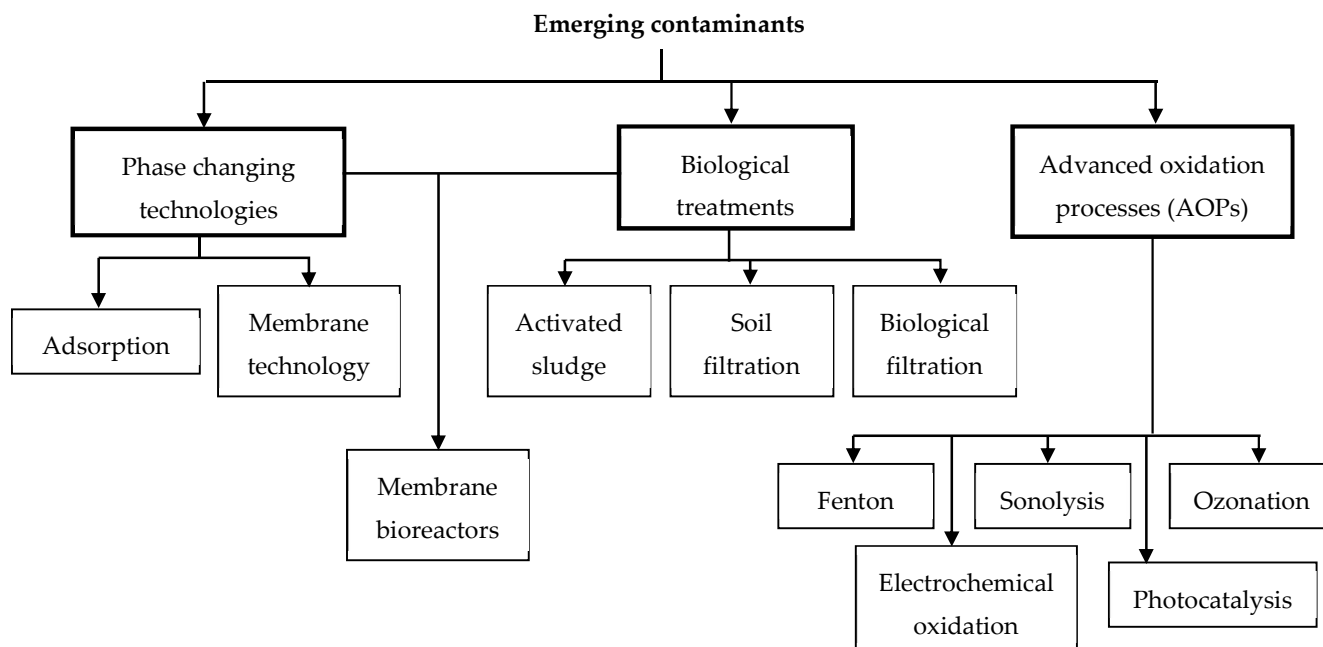 Emerging contaminants
Phase changing
technologies
Biological
treatments
Advanced oxidation
processes (AOPs)
Adsorption
Membrane
technology
Activated
sludge
Soil
filtration
Biological
filtration
Membrane
bioreactors
Fenton
Sonolysis
Ozonation
Electrochemical
oxidation
Photocatalysis